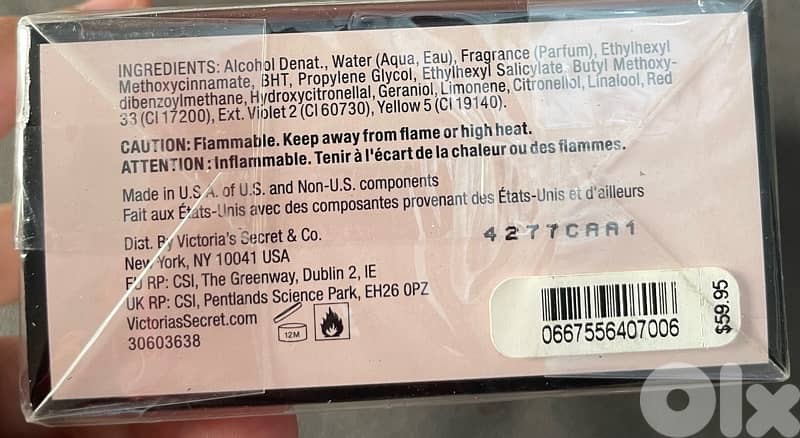 INGREDIENTS: Alcohol Denat., Water (Aqua, Eau), Fragrance (Parfum), Ethylhexyl
Methoxycinnamate, BHT, Propylene Glycol, Ethylhexyl Salicylate, Butyl Methoxy-
dibenzoylmethane, Hydroxycitronellal, Geraniol, Limonene, Citronellol, Linalool, Red
33 (CI 17200), Ext. Violet 2 (CI 60730), Yellow 5 (CI 19140).
CAUTION: Flammable. Keep away from flame or high heat.
ATTENTION : Inflammable. Tenir à l'écart de la chaleur ou des flammes.
Made in U.S.A. of U.S. and Non-U.S. components
Fait aux États-Unis avec des composantes provenant des États-Unis et d'ailleurs
Dist. By Victoria's Secret & Co.
New York, NY 10041 USA
EU RP: CSI, The Greenway, Dublin 2, IE
UK RP: CSI, Pentlands Science Park, EH26 0PZ
VictoriasSecret.com
30603638
12M
4277CAA1
0667556407006
$59.95
olx